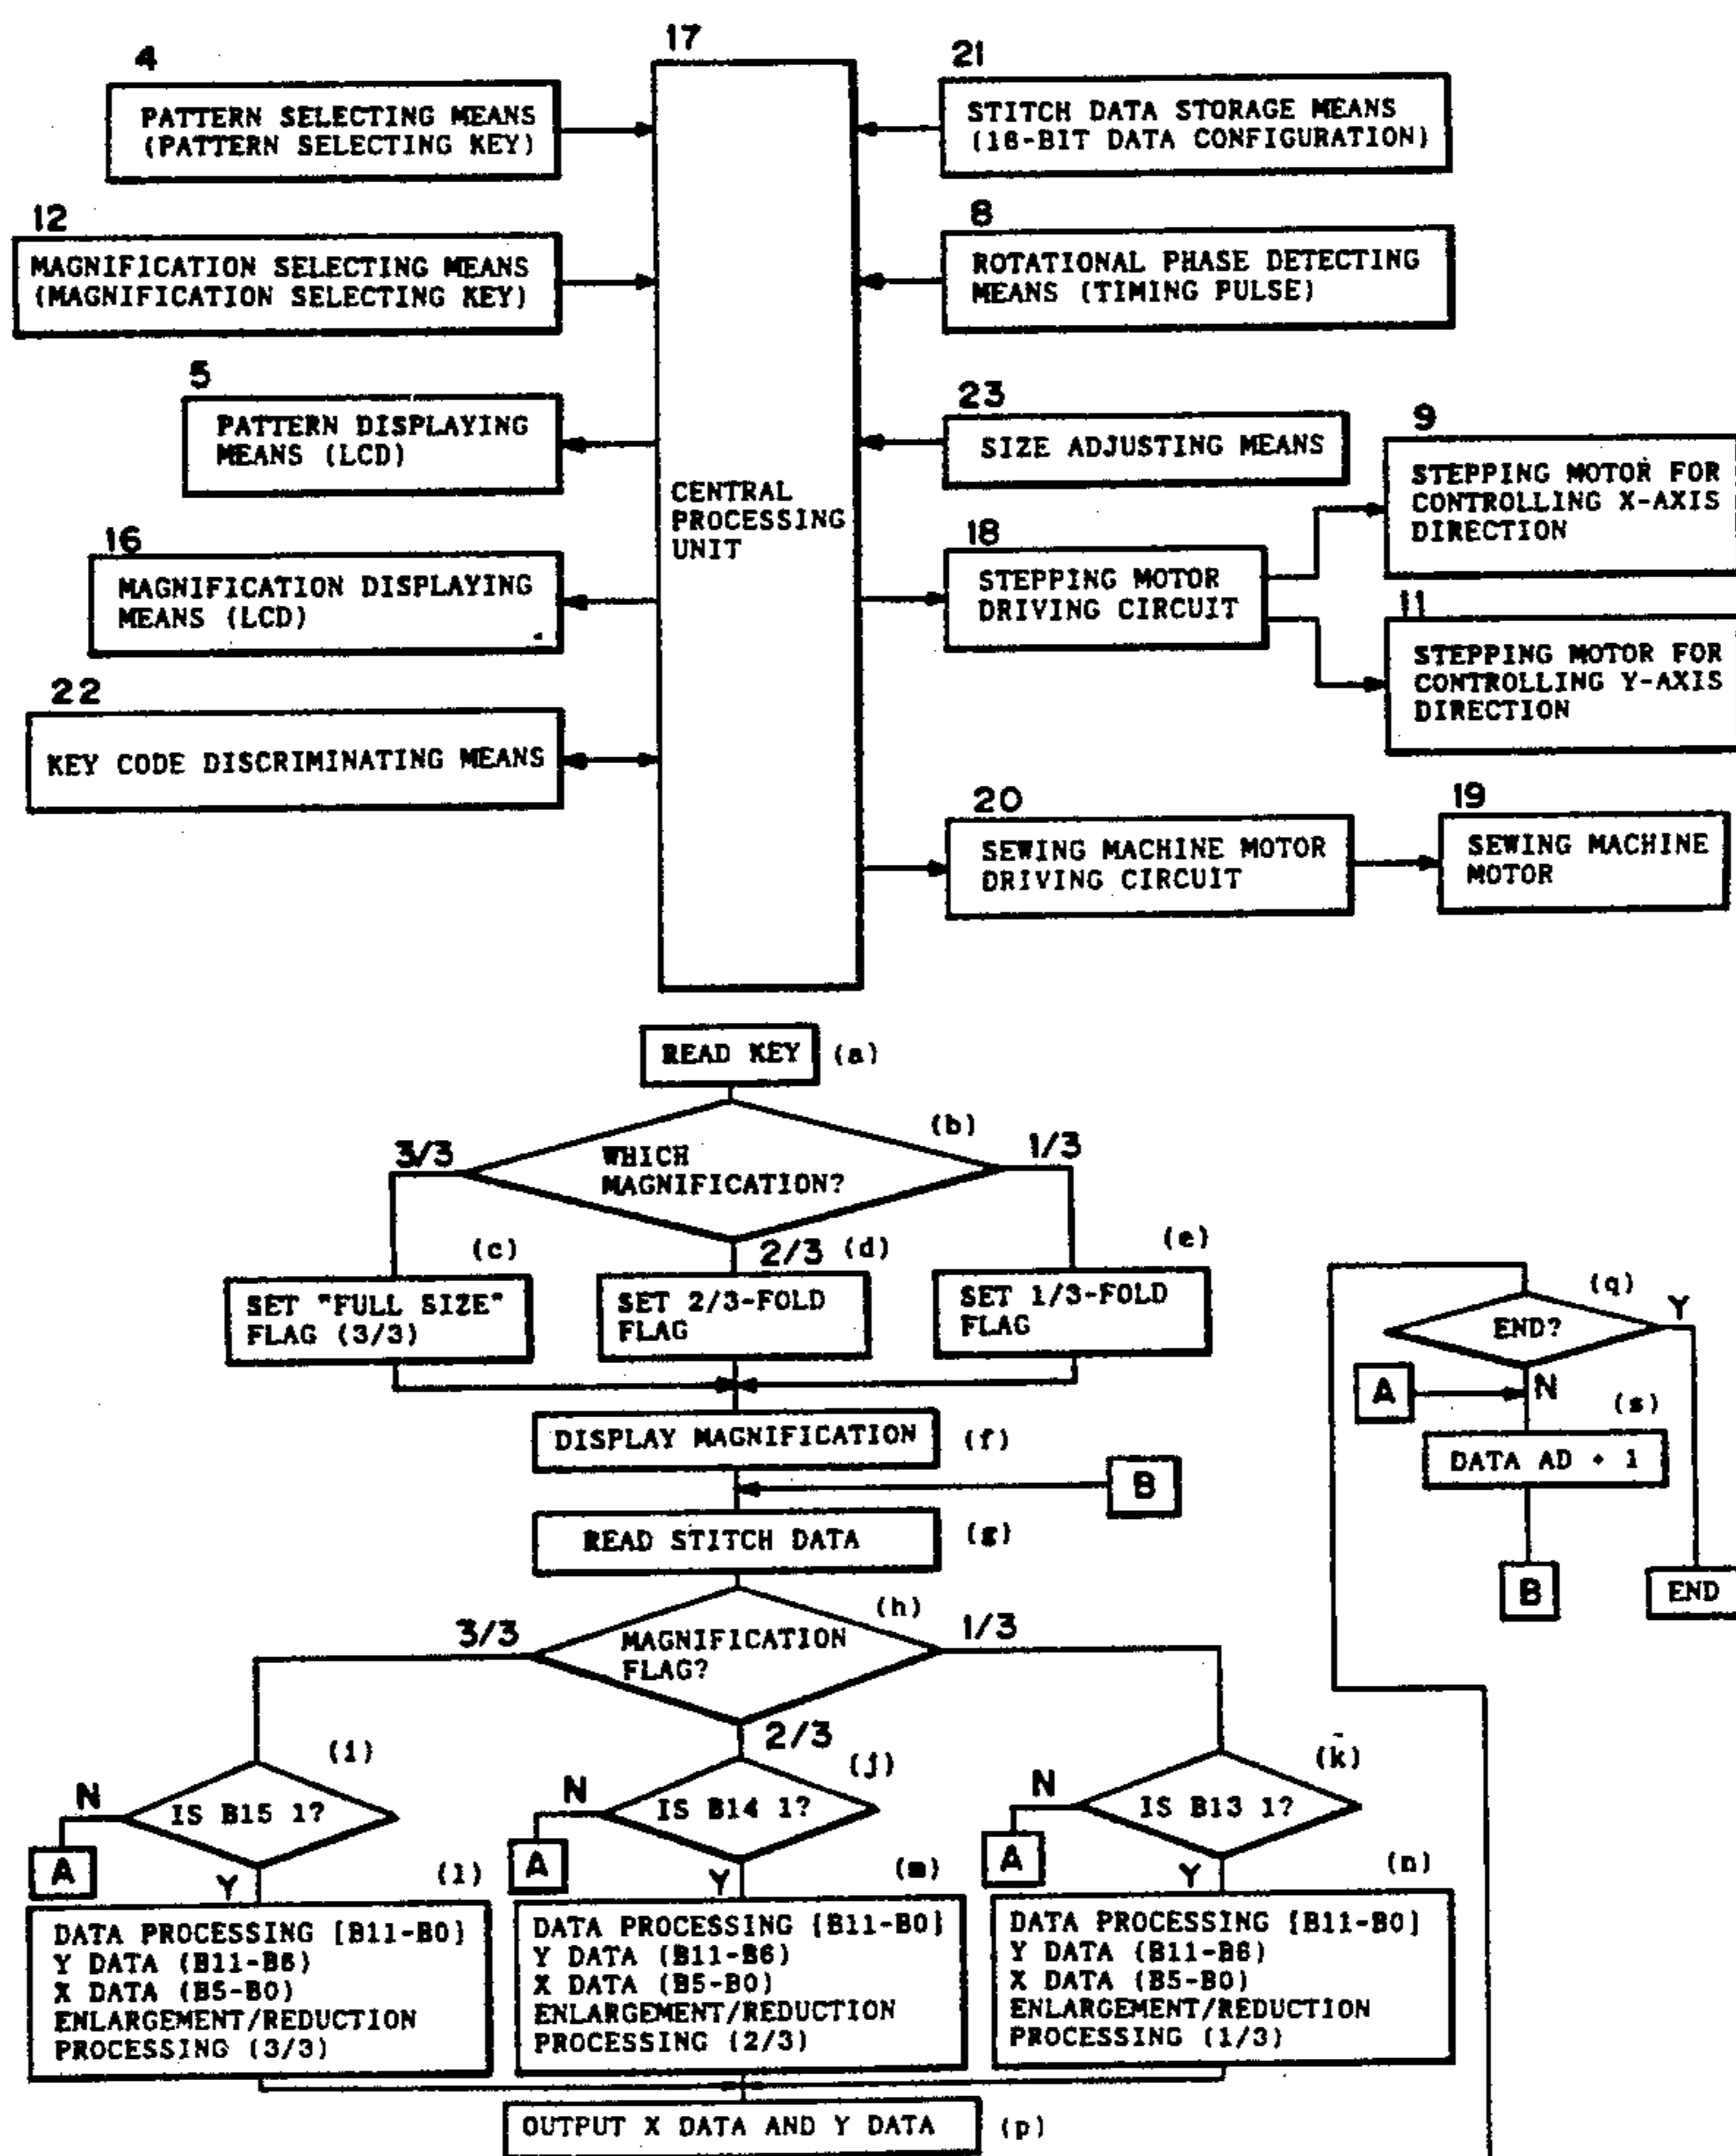 17
4
PATTERN SELECTING MEANS
(PATTERN SELECTING KEY)
21
STITCH DATA STORAGE MEANS
(16-BIT DATA CONFIGURATION)
12
MAGNIFICATION SELECTING MEANS
(MAGNIFICATION SELECTING KEY)
8
ROTATIONAL PHASE DETECTING
MEANS (TIMING PULSE)
5
PATTERN DISPLAYING
MEANS (LCD)
23
SIZE ADJUSTING MEANS
9
STEPPING MOTOR FOR
CONTROLLING X-AXIS
DIRECTION
CENTRAL
PROCESSING
UNIT
16
MAGNIFICATION DISPLAYING
MEANS (LCD)
18
STEPPING MOTOR
DRIVING CIRCUIT
11
STEPPING MOTOR FOR
CONTROLLING Y-AXIS
DIRECTION
22
KEY CODE DISCRIMINATING MEANS
20
SEWING MACHINE MOTOR
DRIVING CIRCUIT
19
SEWING MACHINE
MOTOR
READ KEY
(a)
(b)
WHICH
MAGNIFICATION?
3/3
1/3
2/3
(c)
SET "FULL SIZE"
FLAG (3/3)
(d)
SET 2/3-FOLD
FLAG
(e)
SET 1/3-FOLD
FLAG
DISPLAY MAGNIFICATION
(f)
B
READ STITCH DATA
(g)
(h)
MAGNIFICATION
FLAG?
3/3
1/3
2/3
(i)
IS B15 1?
N
A
Y
(j)
IS B14 1?
N
A
Y
(k)
IS B13 1?
N
A
Y
(l)
DATA PROCESSING [B11-B0]
Y DATA (B11-B6)
X DATA (B5-B0)
ENLARGEMENT/REDUCTION
PROCESSING (3/3)
(m)
DATA PROCESSING [B11-B0]
Y DATA (B11-B6)
X DATA (B5-B0)
ENLARGEMENT/REDUCTION
PROCESSING (2/3)
(n)
DATA PROCESSING [B11-B0]
Y DATA (B11-B6)
X DATA (B5-B0)
ENLARGEMENT/REDUCTION
PROCESSING (1/3)
OUTPUT X DATA AND Y DATA
(p)
(q)
END?
Y
N
A
(s)
DATA AD + 1
B
END